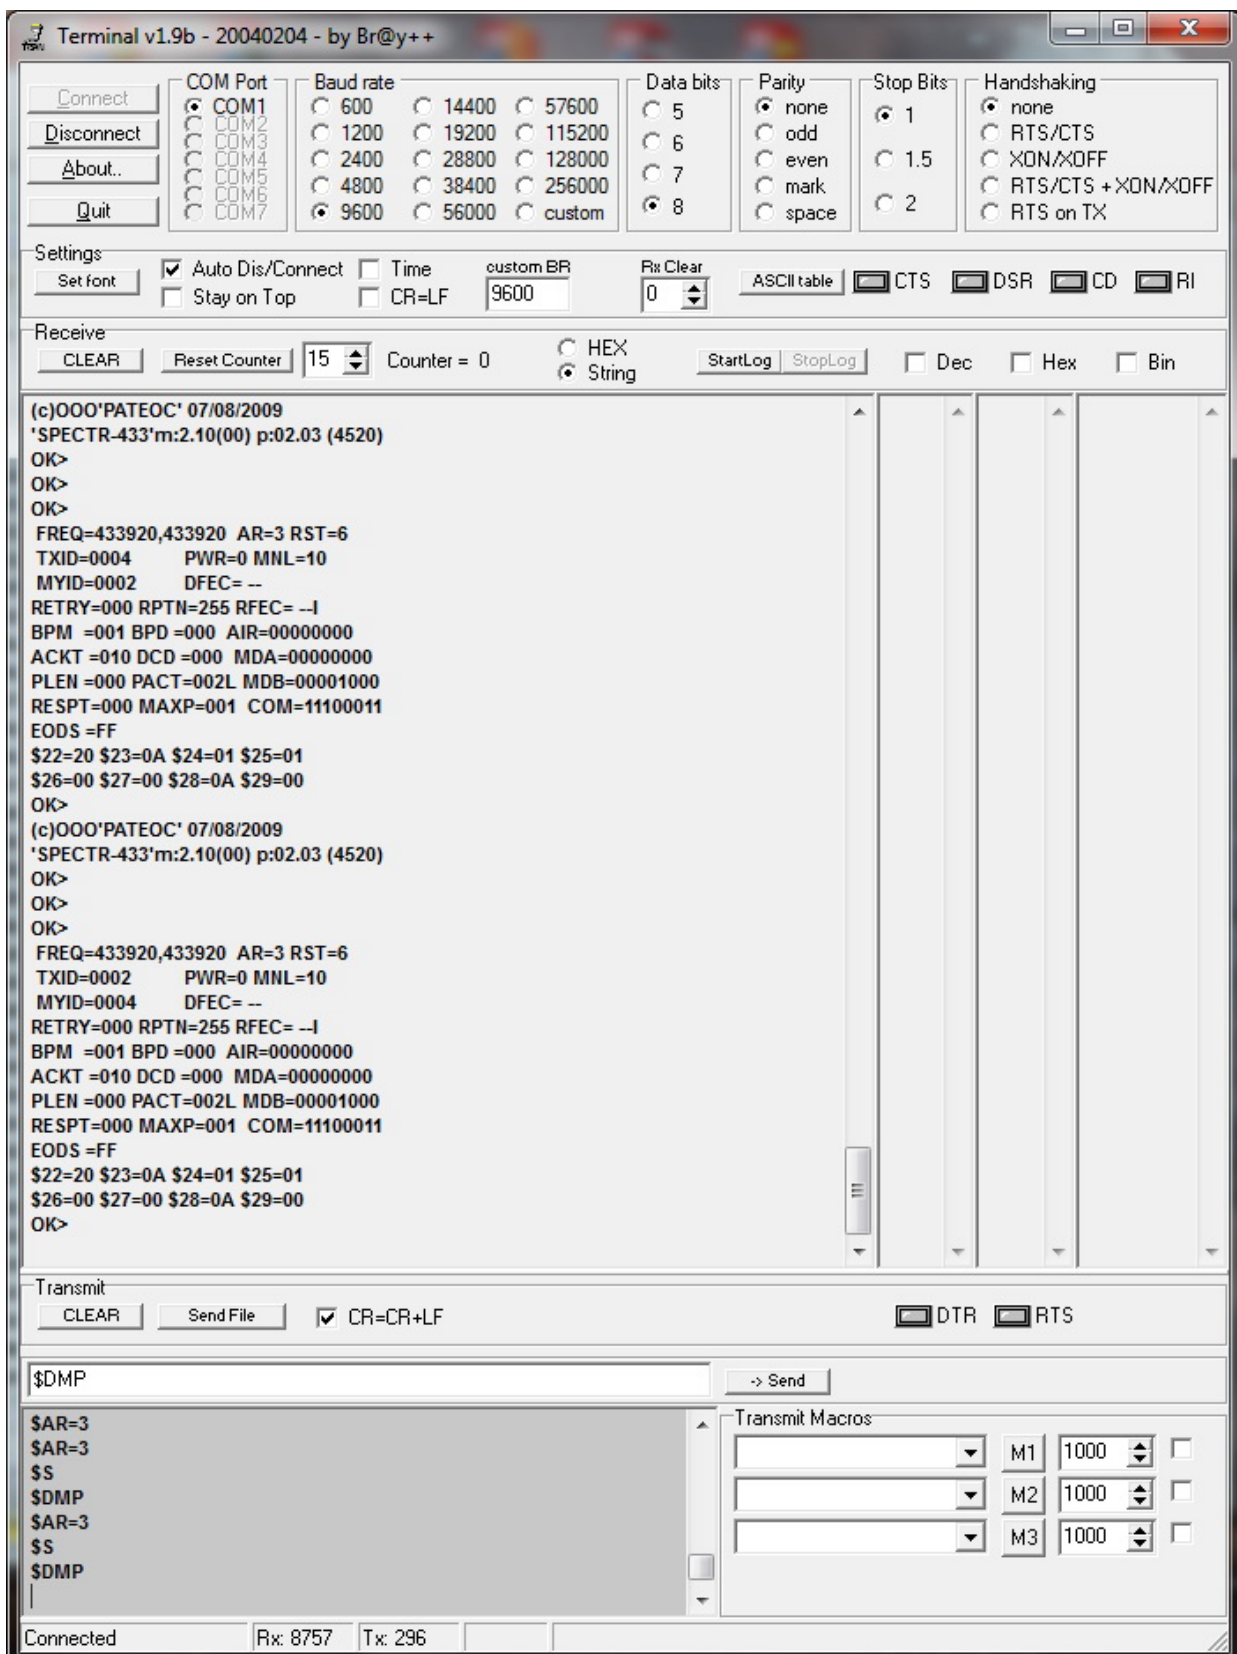 Terminal v1.9b - 20040204 - by Br@y++
Connect
Disconnect
About..
Quit
COM Port
COM1
COM2
COM3
COM4
COM5
COM6
COM7
Baud rate
600 14400 57600
1200 19200 115200
2400 28800 128000
4800 38400 256000
9600 56000 custom
Data bits
5
6
7
8
Parity
none
odd
even
mark
space
Stop Bits
1
1.5
2
Handshaking
none
RTS/CTS
XON/XOFF
RTS/CTS + XON/XOFF
RTS on TX
Settings
Set font
Auto Dis/Connect Time
Stay on Top CR=LF
custom BR
9600
Rx Clear
0
ASCII table CTS DSR CD RI
Receive
CLEAR Reset Counter 15 Counter = 0
HEX
String
StartLog StopLog Dec Hex Bin
(c)OOO'PATEOC' 07/08/2009
'SPECTR-433'm:2.10(00) p:02.03 (4520)
OK>
OK>
OK>
FREQ=433920,433920 AR=3 RST=6
TXID=0004 PWR=0 MNL=10
MYID=0002 DFEC= --
RETRY=000 RPTN=255 RFEC= --I
BPM =001 BPD =000 AIR=00000000
ACKT =010 DCD =000 MDA=00000000
PLEN =000 PACT=002L MDB=00001000
RESPT=000 MAXP=001 COM=11100011
EODS =FF
$22=20 $23=0A $24=01 $25=01
$26=00 $27=00 $28=0A $29=00
OK>
(c)OOO'PATEOC' 07/08/2009
'SPECTR-433'm:2.10(00) p:02.03 (4520)
OK>
OK>
OK>
FREQ=433920,433920 AR=3 RST=6
TXID=0002 PWR=0 MNL=10
MYID=0004 DFEC= --
RETRY=000 RPTN=255 RFEC= --I
BPM =001 BPD =000 AIR=00000000
ACKT =010 DCD =000 MDA=00000000
PLEN =000 PACT=002L MDB=00001000
RESPT=000 MAXP=001 COM=11100011
EODS =FF
$22=20 $23=0A $24=01 $25=01
$26=00 $27=00 $28=0A $29=00
OK>
Transmit
CLEAR Send File CR=CR+LF DTR RTS
$DMP
-> Send
$AR=3
$AR=3
$S
$DMP
$AR=3
$S
$DMP
Transmit Macros
M1 1000
M2 1000
M3 1000
Connected Rx: 8757 Tx: 296